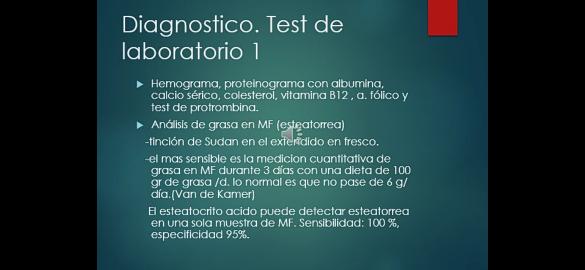 Diagnostico. Test de
laboratorio 1
Hemograma, proteinograma con albumina,
calcio sérico, colesterol, vitamina B12 , a. fólico y
test de protrombina.
Análisis de grasa en MF (esteatorrea)
-tinción de Sudan en el extendido en fresco.
-el mas sensible es la medicion cuantitativa de
grasa en MF durante 3 días con una dieta de 100
gr de grasa /d. lo normal es que no pase de 6 g/
día.(Van de Kamer)
El esteatocrito acido puede detectar esteatorrea
en una sola muestra de MF. Sensibilidad: 100 %,
especificidad 95%.